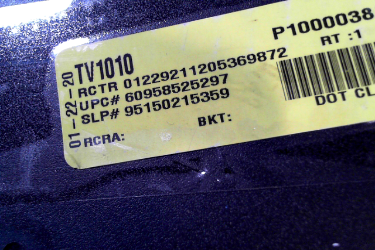 P1000038
RT :1
TV1010
RCTR 01229211205369872
UPC# 60958525297
SLP# 95150215359
DOT CL
RCRA:
BKT:
01-22
20